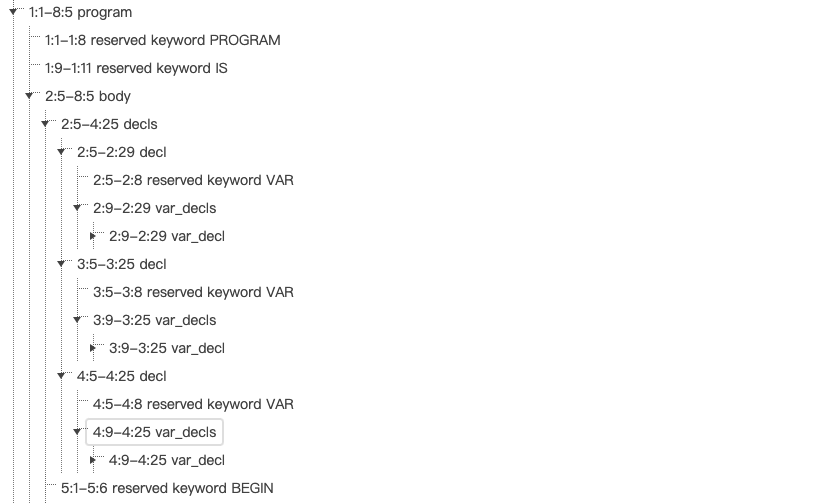 1:1–8:5 program
1:1–1:8 reserved keyword PROGRAM
1:9–1:11 reserved keyword IS
2:5–8:5 body
2:5–4:25 decls
2:5–2:29 decl
2:5–2:8 reserved keyword VAR
2:9–2:29 var_decls
2:9–2:29 var_decl
3:5–3:25 decl
3:5–3:8 reserved keyword VAR
3:9–3:25 var_decls
3:9–3:25 var_decl
4:5–4:25 decl
4:5–4:8 reserved keyword VAR
4:9–4:25 var_decls
4:9–4:25 var_decl
5:1–5:6 reserved keyword BEGIN